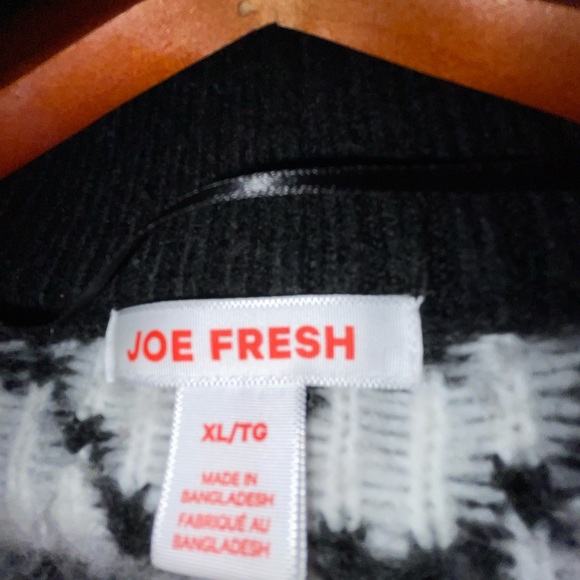 JOE FRESH
XL/TG
MADE IN
BANGLADESH
FABRIQUÉ AU
BANGLADESH